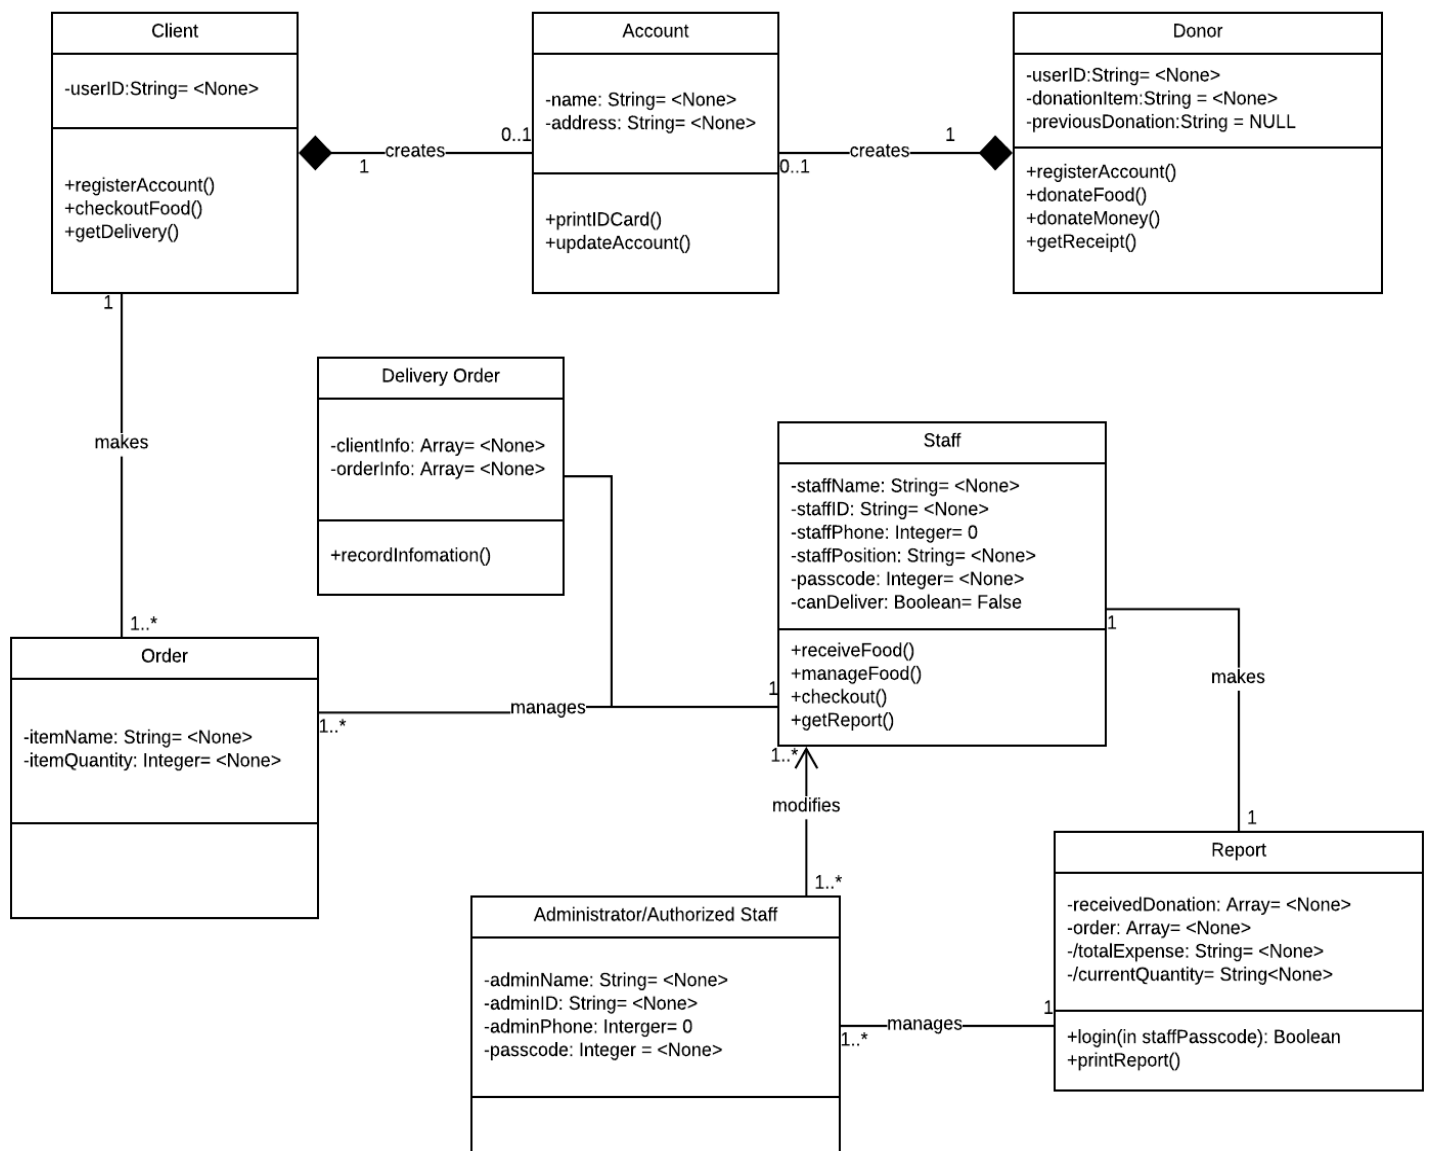 Client
-userID:String= <None>
+registerAccount()
+checkoutFood()
+getDelivery()
1
creates
0..1
Account
-name: String= <None>
-address: String= <None>
+printIDCard()
+updateAccount()
0..1
creates
1
Donor
-userID:String= <None>
-donationItem:String = <None>
-previousDonation:String = NULL
+registerAccount()
+donateFood()
+donateMoney()
+getReceipt()
1
makes
1..*
Delivery Order
-clientInfo: Array= <None>
-orderInfo: Array= <None>
+recordInfomation()
Staff
-staffName: String= <None>
-staffID: String= <None>
-staffPhone: Integer= 0
-staffPosition: String= <None>
-passcode: Integer= <None>
-canDeliver: Boolean= False
+receiveFood()
+manageFood()
+checkout()
+getReport()
Order
-itemName: String= <None>
-itemQuantity: Integer= <None>
1..*
manages
1
1
makes
1
1..*
modifies
1..*
Administrator/Authorized Staff
-adminName: String= <None>
-adminID: String= <None>
-adminPhone: Interger= 0
-passcode: Integer = <None>
1..*
manages
1
Report
-receivedDonation: Array= <None>
-order: Array= <None>
-/totalExpense: String= <None>
-/currentQuantity= String<None>
+login(in staffPasscode): Boolean
+printReport()